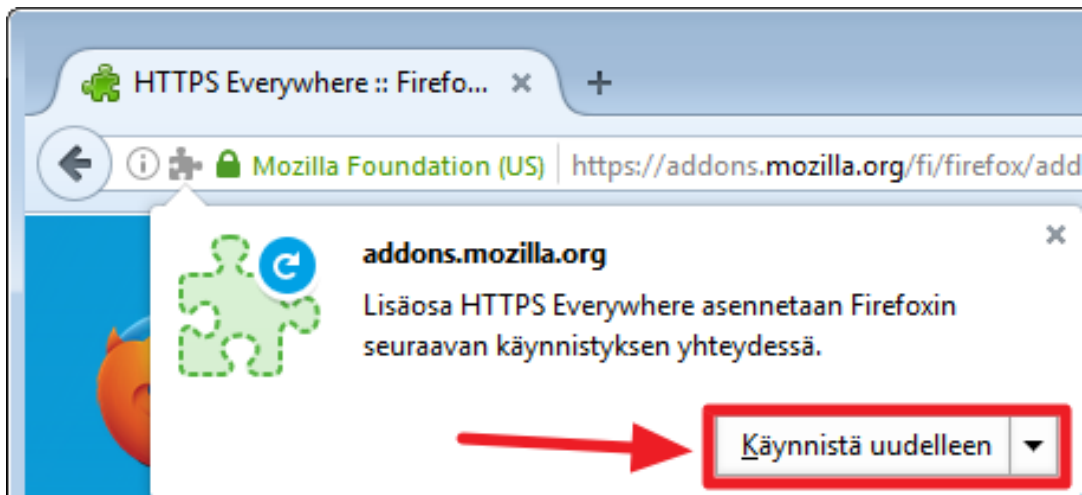 HTTPS Everywhere :: Firefo...
Mozilla Foundation (US) https://addons.mozilla.org/fi/firefox/add
addons.mozilla.org
Lisäosa HTTPS Everywhere asennetaan Firefoxin
seuraavan käynnistyksen yhteydessä.
Käynnistä uudelleen